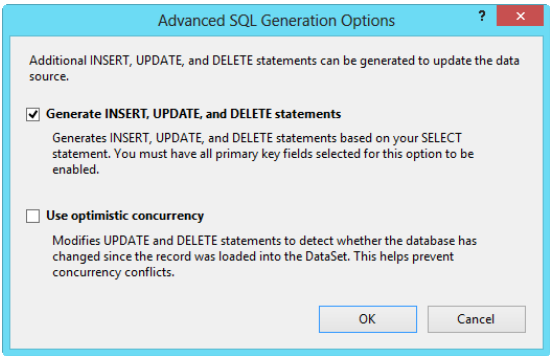 Advanced SQL Generation Options
?
Additional INSERT, UPDATE, and DELETE statements can be generated to update the data
source.
Generate INSERT, UPDATE, and DELETE statements
Generates INSERT, UPDATE, and DELETE statements based on your SELECT
statement. You must have all primary key fields selected for this option to be
enabled.
Use optimistic concurrency
Modifies UPDATE and DELETE statements to detect whether the database has
changed since the record was loaded into the DataSet. This helps prevent
concurrency conflicts.
OK Cancel